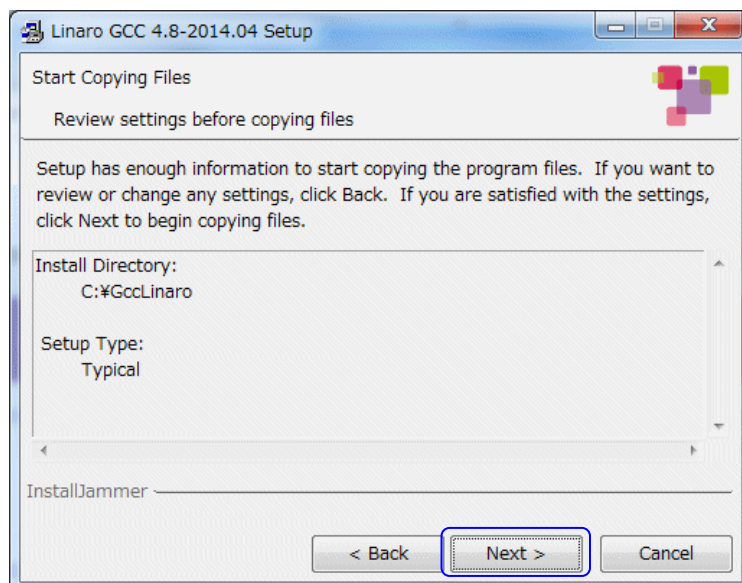 Linaro GCC 4.8-2014.04 Setup
Start Copying Files
Review settings before copying files
Setup has enough information to start copying the program files.  If you want to
review or change any settings, click Back.  If you are satisfied with the settings,
click Next to begin copying files.
Install Directory:
C:¥GccLinaro
Setup Type:
Typical
InstallJammer
< Back
Next >
Cancel